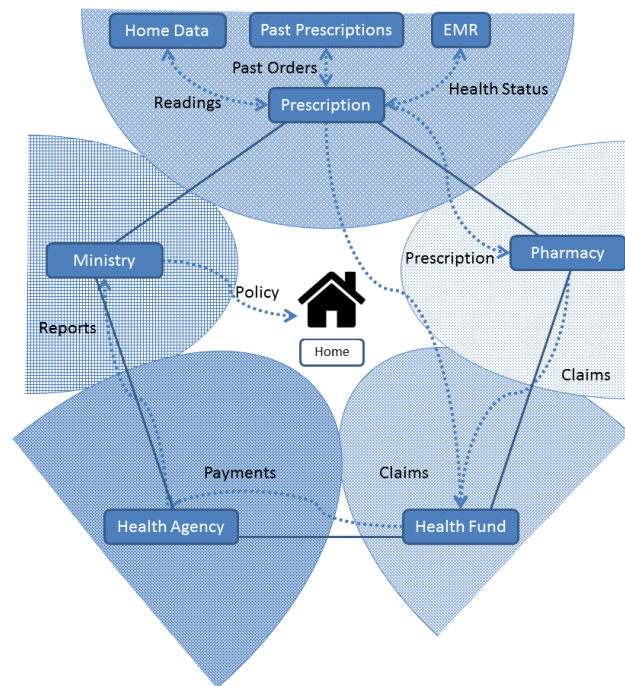 Home Data
Past Prescriptions
EMR
Past Orders
Readings
Health Status
Prescription
Ministry
Prescription
Pharmacy
Policy
Reports
Home
Claims
Payments
Claims
Health Agency
Health Fund